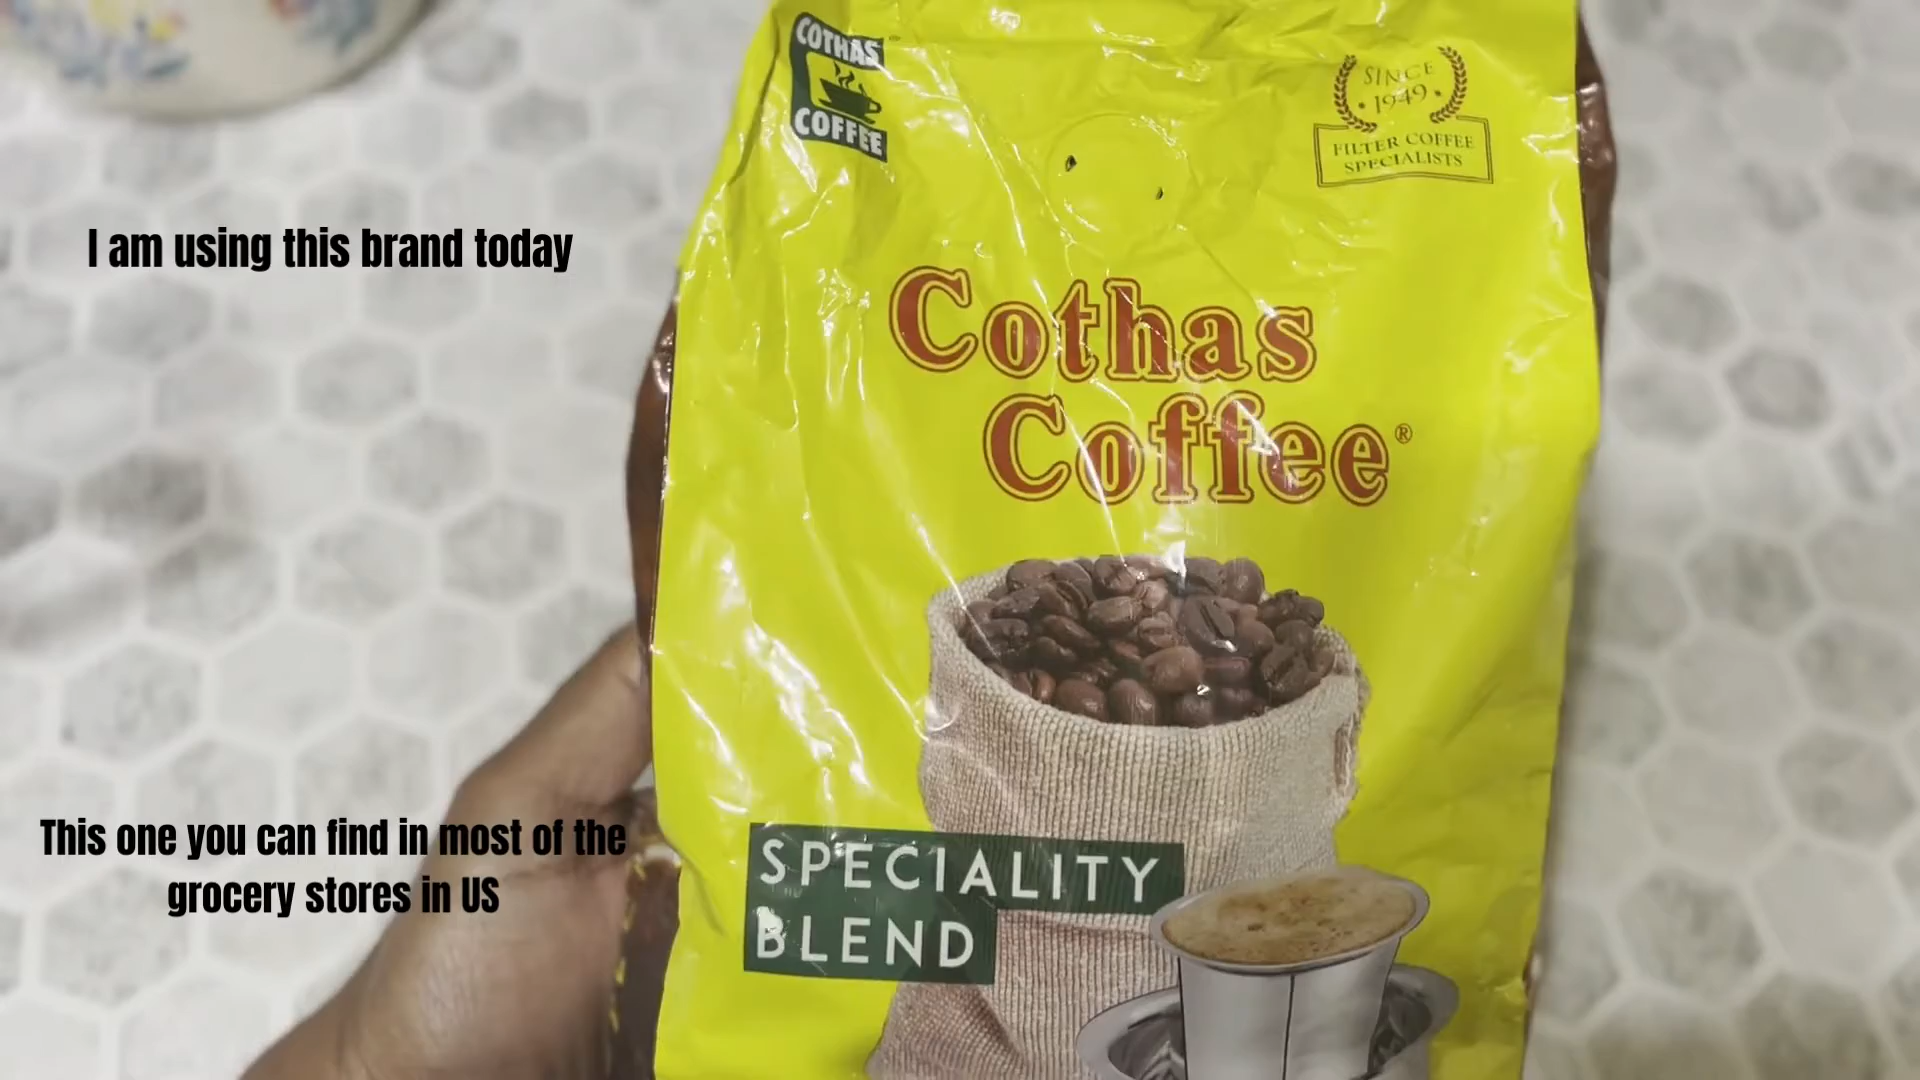 COTHAS
COFFEE
SINCE
1949
FILTER COFFEE
SPECIALISTS
I am using this brand today
Cothas
Coffee®
This one you can find in most of the
grocery stores in US
SPECIALITY
BLEND